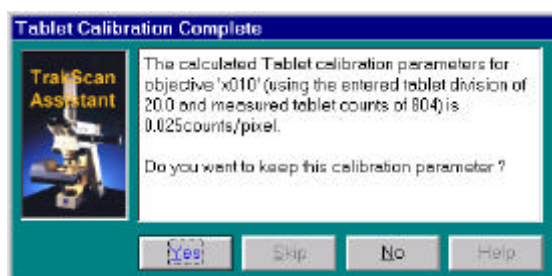 Tablet Calibration Complete
TrakScan
Assistant
The calculated Tablet calibration parameters for
objective 'x010' (using the entered tablet division of
20.0 and measured tablet counts of 804) is
0.025counts/pixel.
Do you want to keep this calibration parameter ?
Yes
Skip
No
Help